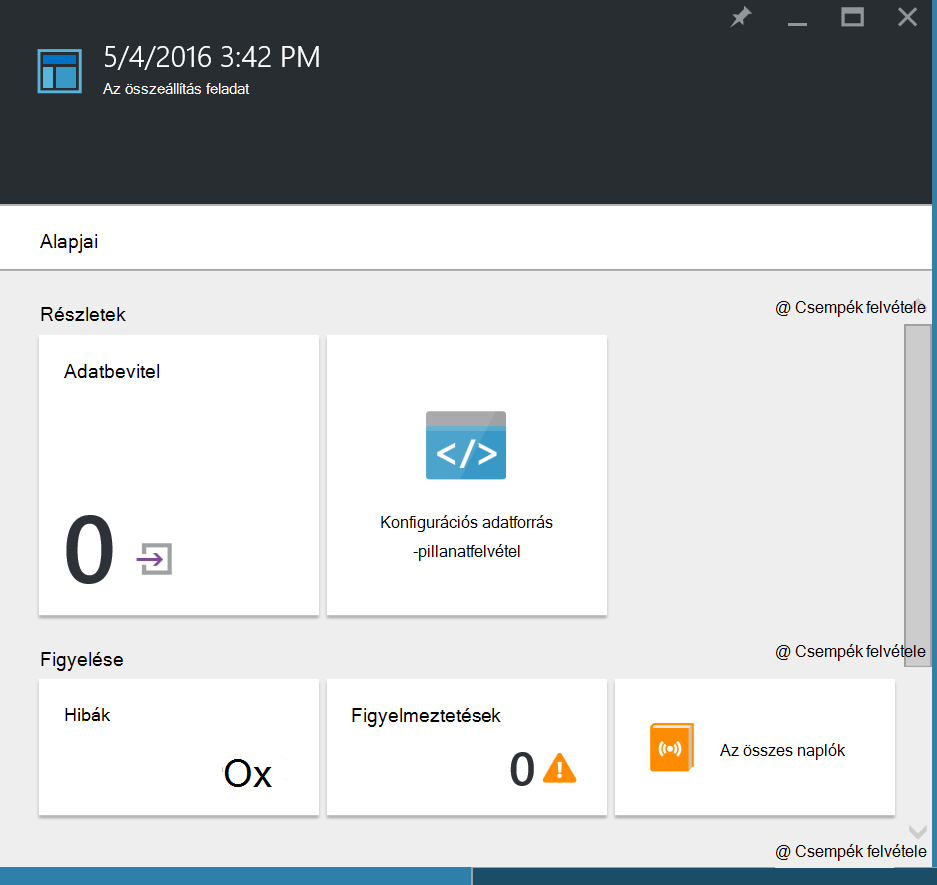 5/4/2016 3:42 PM
Az összeállítás feladat
Alapjai
Részletek
@ Csempék felvétele
Adatbevitel
0
</>
Konfigurációs adatforrás
-pillanatfelvétel
Figyelése
@ Csempék felvétele
Hibák
Ox
Figyelmeztetések
0
Az összes naplók
@ Csempék felvétele